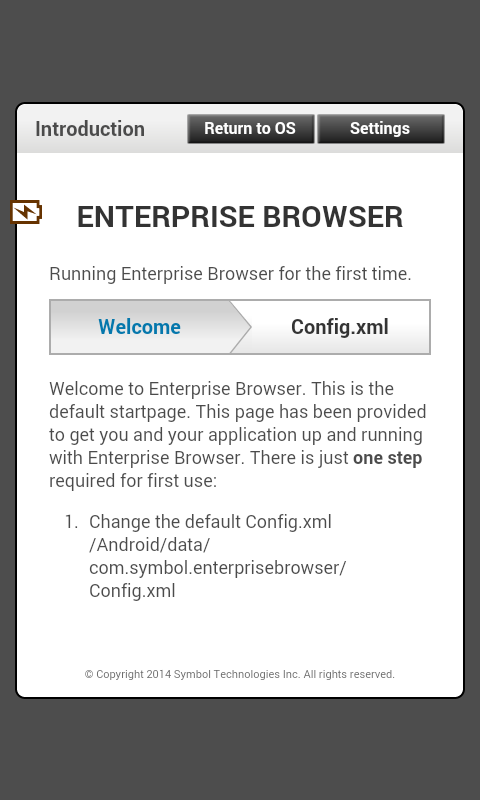 Introduction
Return to OS
Settings
ENTERPRISE BROWSER
Running Enterprise Browser for the first time.
Welcome
Config.xml
Welcome to Enterprise Browser. This is the
default startpage. This page has been provided
to get you and your application up and running
with Enterprise Browser. There is just one step
required for first use:
1. Change the default Config.xml
/Android/data/
com.symbol.enterprisebrowser/
Config.xml
© Copyright 2014 Symbol Technologies Inc. All rights reserved.